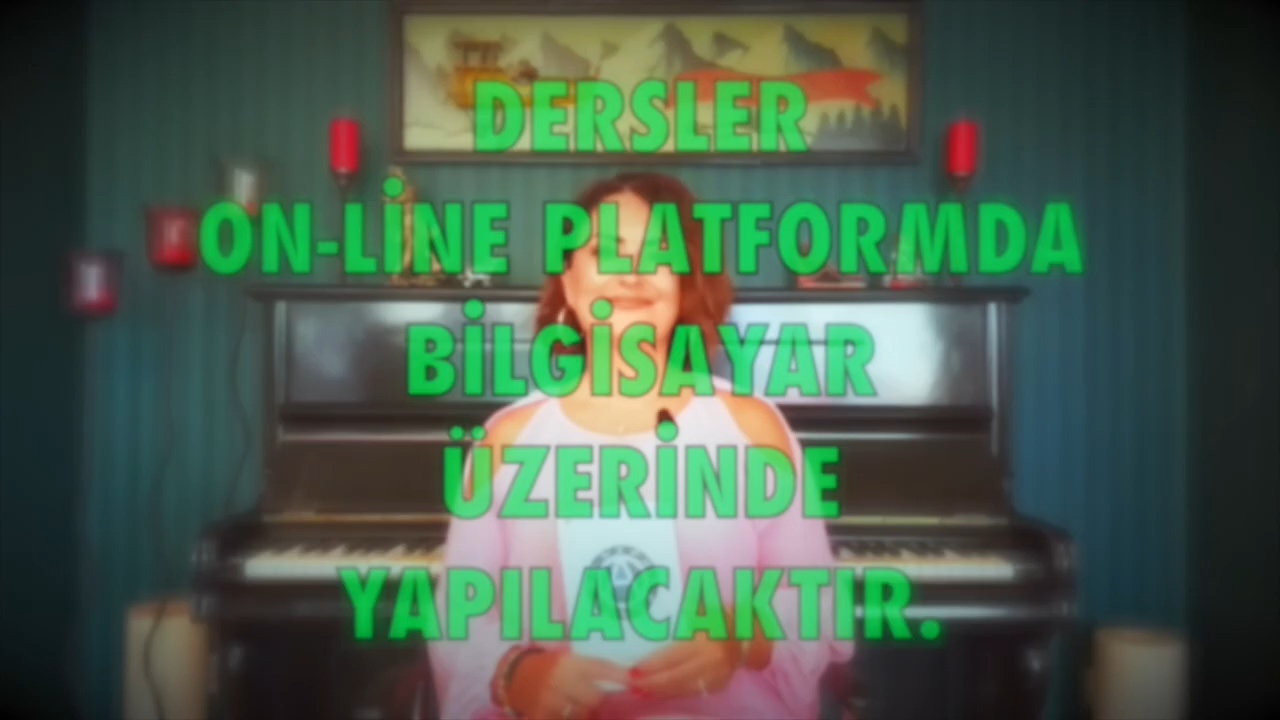 DERSLER
ON-LİNE PLATFORMDA
BİLGİSAYAR
ÜZERİNDE
YAPILACAKTIR.